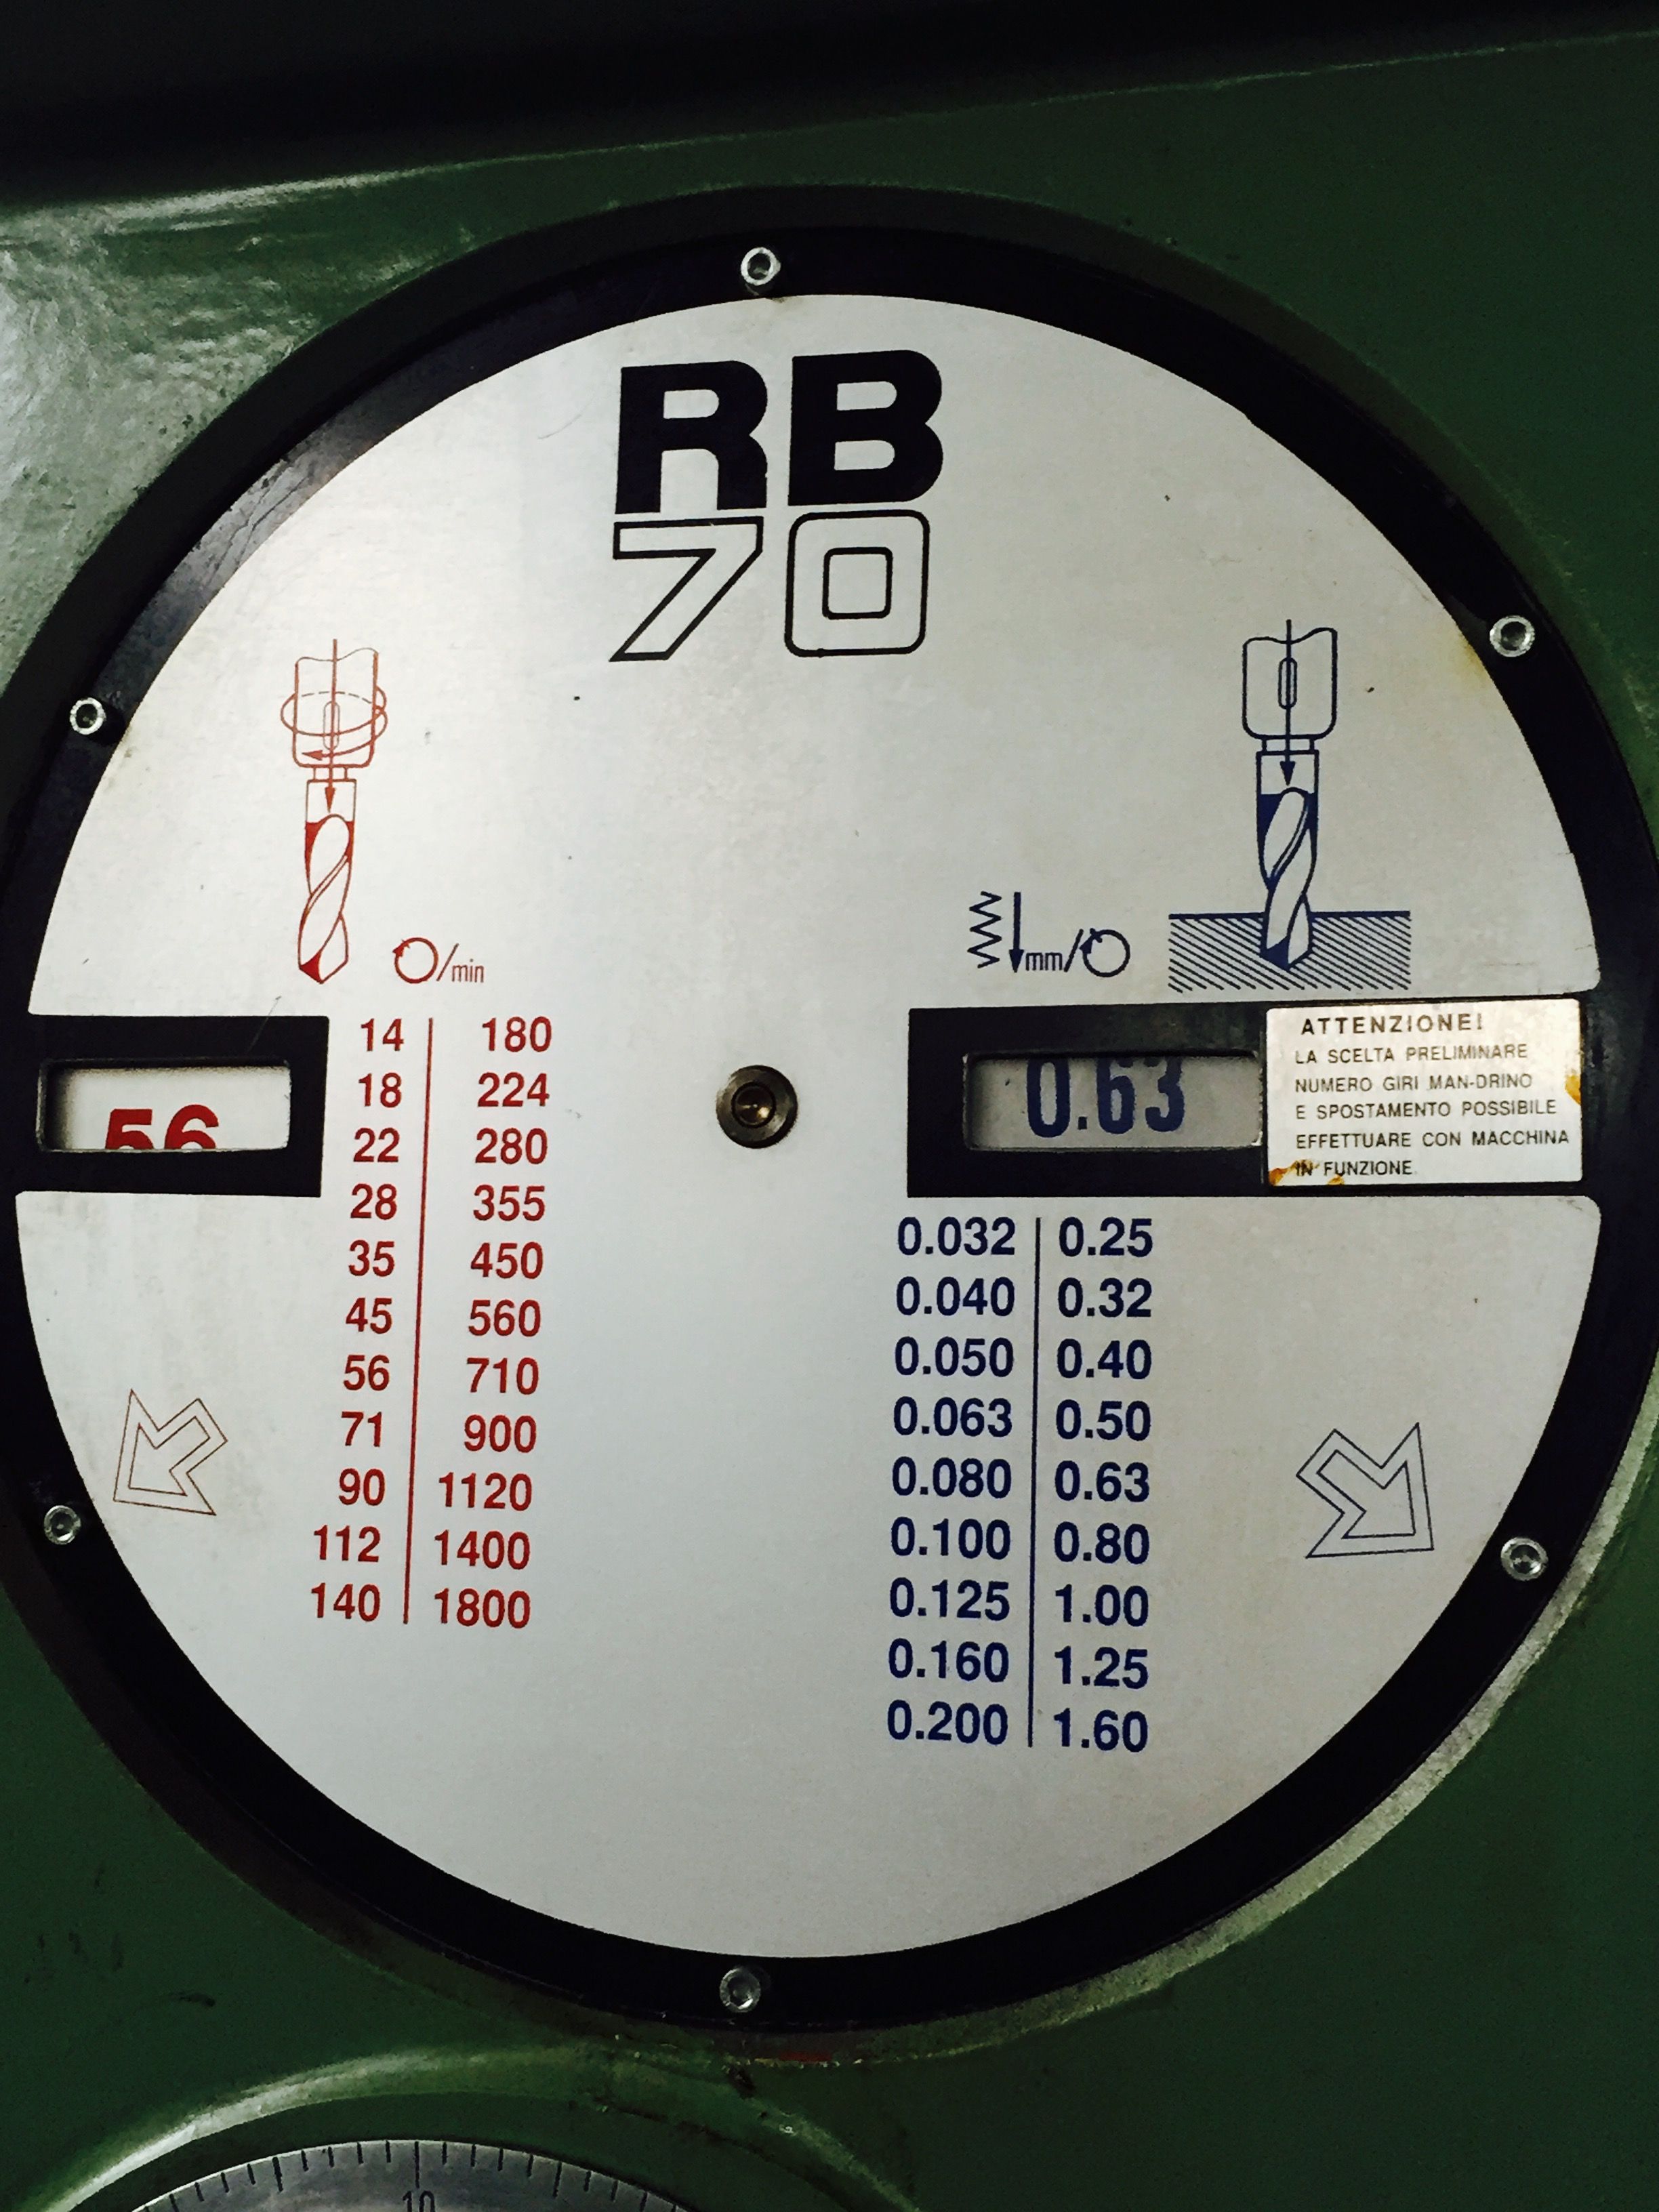 RB
70
/min
mm/
56
14 180
18 224
22 280
28 355
35 450
45 560
56 710
71 900
90 1120
112 1400
140 1800
0.63
ATTENZIONE!
LA SCELTA PRELIMINARE
NUMERO GIRI MAN-DRINO
E SPOSTAMENTO POSSIBILE
EFFETTUARE CON MACCHINA
IN FUNZIONE
0.032 0.25
0.040 0.32
0.050 0.40
0.063 0.50
0.080 0.63
0.100 0.80
0.125 1.00
0.160 1.25
0.200 1.60
10